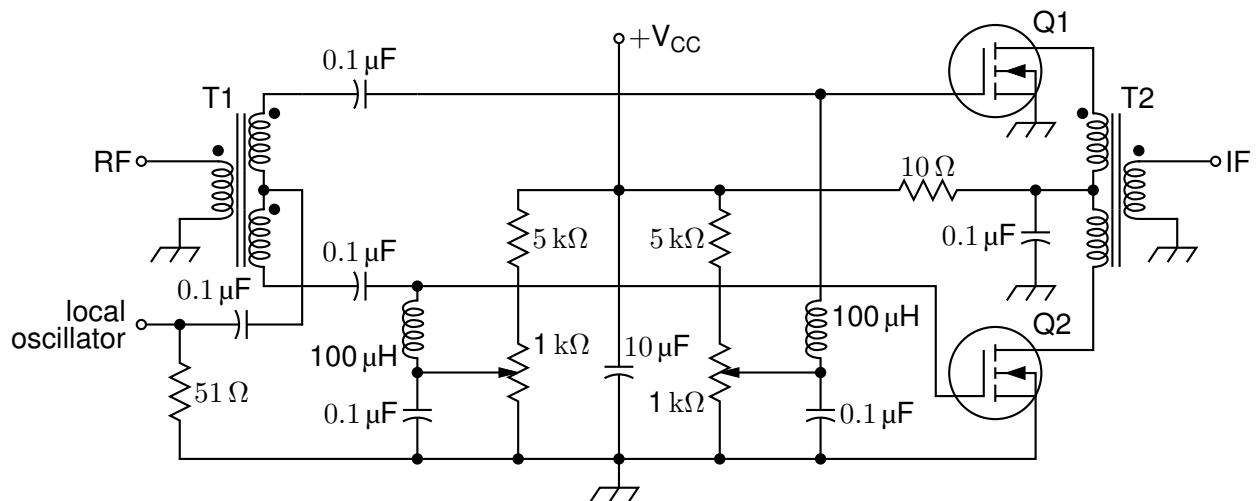 Q1
+V_CC
0.1 µF
T1
T2
RF
IF
10 Ω
5 kΩ
5 kΩ
0.1 µF
0.1 µF
0.1 µF
local
oscillator
100 µH
Q2
100 µH
1 kΩ
10 µF
51 Ω
1 kΩ
0.1 µF
0.1 µF